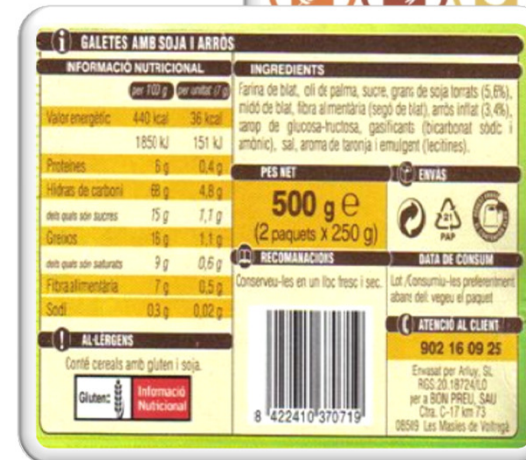 GALETES AMB SOJA I ARRÒS
INFORMACIÓ NUTRICIONAL
per 100 g per unitat (7 g)
Valor energètic 440 kcal 36 kcal
1850 kJ 151 kJ
Proteïnes 6 g 0,4 g
Hidrats de carboni 68 g 4,8 g
dels quals són sucres 15 g 1,1 g
Greixos 16 g 1,1 g
dels quals són saturats 9 g 0,6 g
Fibra alimentària 7 g 0,5 g
Sodi 0,3 g 0,02 g
AL·LÈRGENS
Conté cereals amb gluten i soja.
Gluten:
Informació
Nutricional
INGREDIENTS
Farina de blat, oli de palma, sucre, grans de soja torrats (5,6%),
midó de blat, fibra alimentària (segó de blat), arròs inflat (3,4%),
xarop de glucosa-fructosa, gasificants (bicarbonat sòdic i
amònic), sal, aroma de taronja i emulgent (lecitines).
PES NET
500 g e
(2 paquets x 250 g)
RECOMANACIONS
Conserveu-les en un lloc fresc i sec.
8 422410 370719
ENVÀS
21
PAP
DATA DE CONSUM
Lot /Consumiu-les preferentment
abans del: vegeu el paquet
ATENCIÓ AL CLIENT
902 16 09 25
Envasat per Arluy, SL
RGS 20.18724/LO
per a BON PREU, SAU
Ctra. C-17 km 73
08519 Les Masies de Voltregà